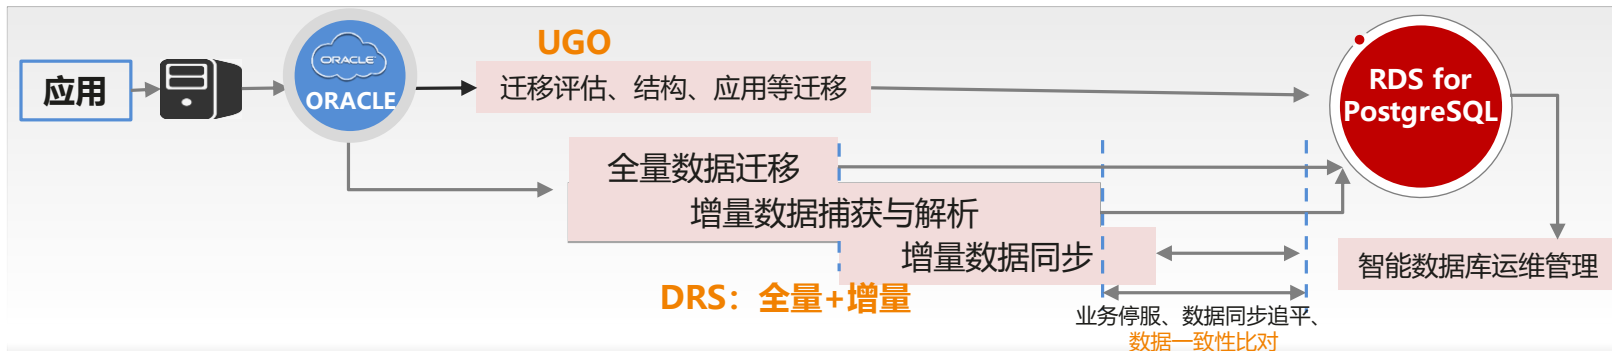 应用
ORACLE
ORACLE
UGO
迁移评估、结构、应用等迁移
RDS for
PostgreSQL
全量数据迁移
增量数据捕获与解析
增量数据同步
DRS：全量+增量
业务停服、数据同步追平、
数据一致性比对
智能数据库运维管理